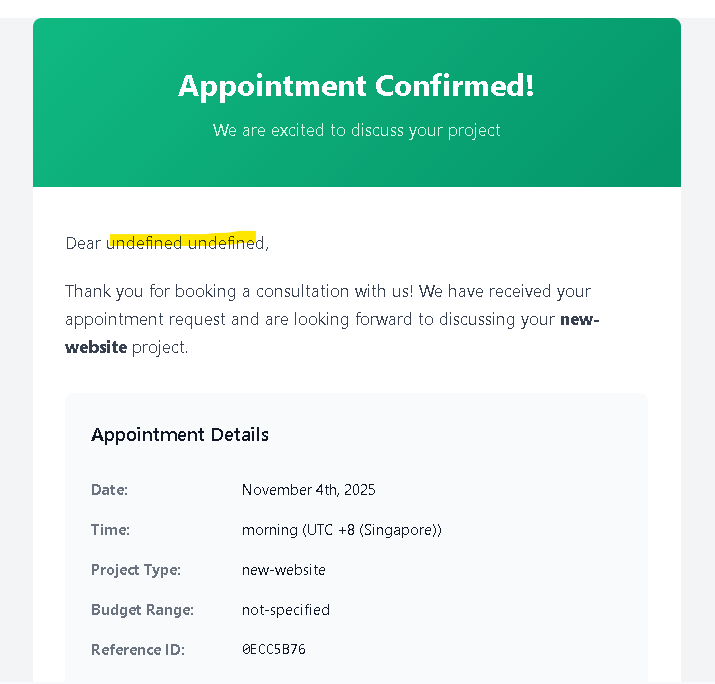 Appointment Confirmed!
We are excited to discuss your project
Dear undefined undefined,
Thank you for booking a consultation with us! We have received your
appointment request and are looking forward to discussing your new-
website project.
Appointment Details
Date: November 4th, 2025
Time: morning (UTC +8 (Singapore))
Project Type: new-website
Budget Range: not-specified
Reference ID: 0ECC5B76